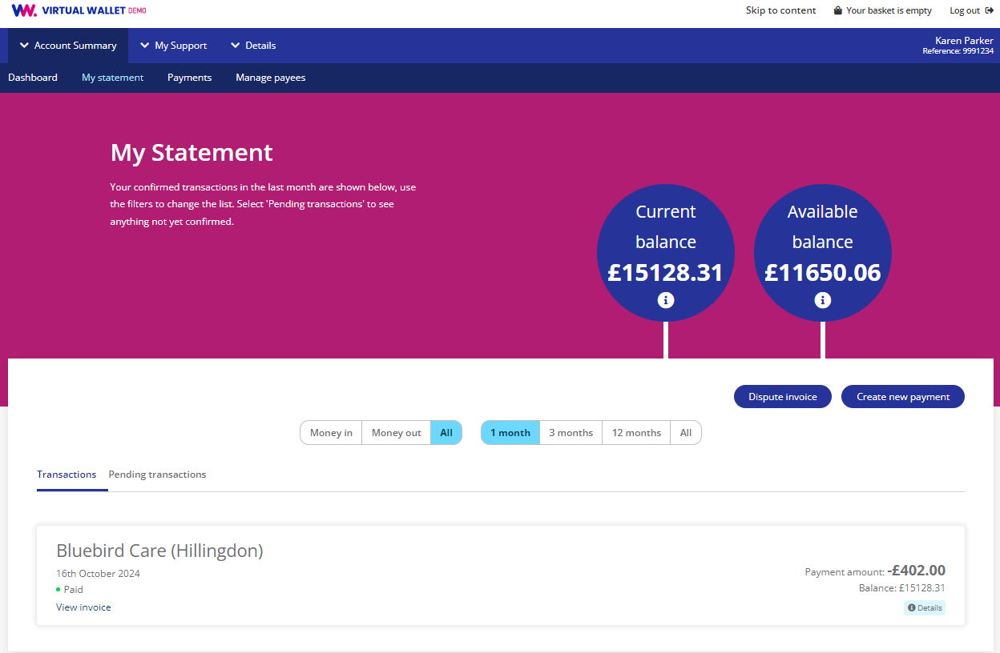 VIRTUAL WALLET DEMO
Skip to content
Your basket is empty
Log out
Account Summary
My Support
Details
Karen Parker
Reference: 9991234
Dashboard
My statement
Payments
Manage payees
My Statement
Your confirmed transactions in the last month are shown below, use
the filters to change the list. Select 'Pending transactions' to see
anything not yet confirmed.
Current
balance
£15128.31
Available
balance
£11650.06
Dispute invoice
Create new payment
Money in
Money out
All
1 month
3 months
12 months
All
Transactions
Pending transactions
Bluebird Care (Hillingdon)
16th October 2024
Paid
View invoice
Payment amount: -£402.00
Balance: £15128.31
Details